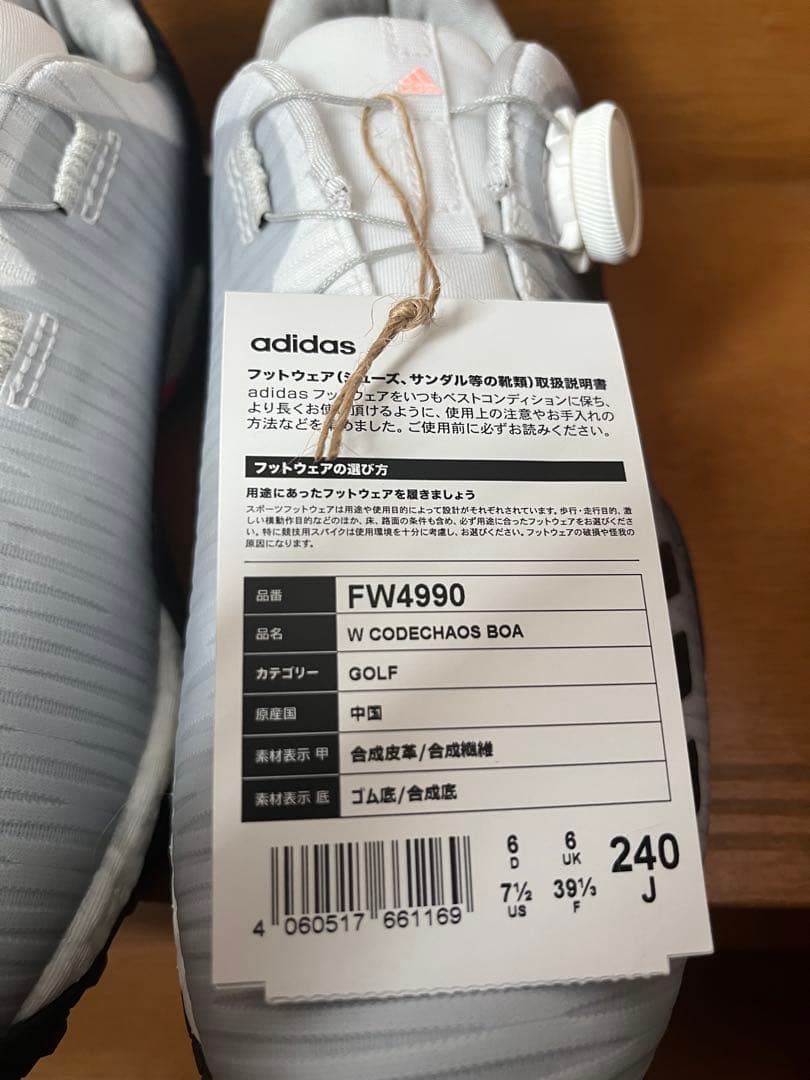 adidas
フットウェア(シューズ、サンダル等の靴類)取扱説明書
adidas フットウェアをいつもベストコンディションに保ち、
より長くお使い頂けるように、使用上の注意やお手入れの
方法などを集めました。ご使用前に必ずお読みください。
フットウェアの選び方
用途にあったフットウェアを履きましょう
スポーツフットウェアは用途や使用目的によって設計がそれぞれされています。歩行・走行目的、激
しい横動作目的などのほか、床、路面の条件も含め、必ず用途に合ったフットウェアをお選びくださ
い。特に競技用スパイクは使用環境を十分に考慮し、お選びください。フットウェアの破損や怪我の
原因になります。
品番 FW4990
品名 W CODECHAOS BOA
カテゴリー GOLF
原産国 中国
素材表示 甲 合成皮革/合成繊維
素材表示 底 ゴム底/合成底
6 D 6 UK 240 J
7½ US 39⅓ F
4 060517 661169